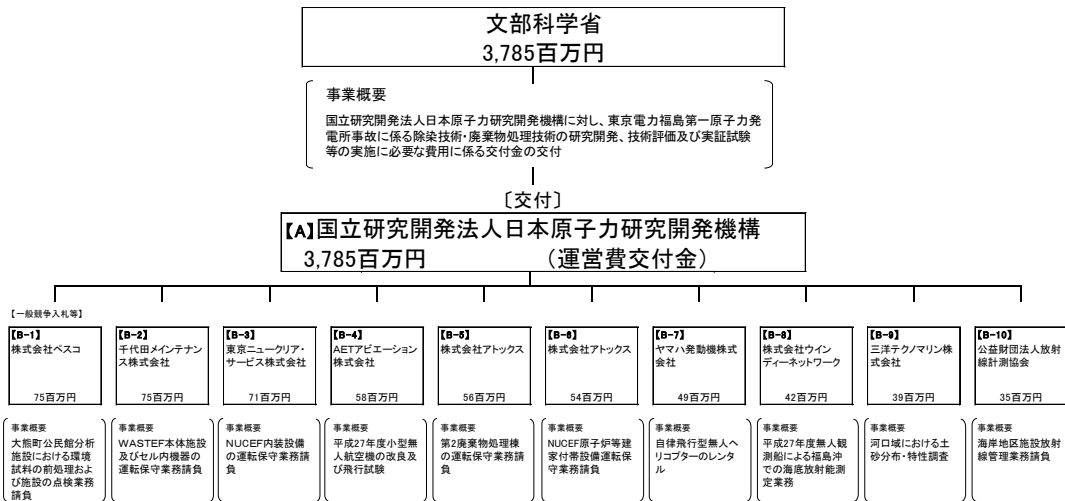 文部科学省
3,785百万円
事業概要
国立研究開発法人日本原子力研究開発機構に対し、東京電力福島第一原子力発
電所事故に係る除染技術・廃棄物処理技術の研究開発、技術評価及び実証試験
等の実施に必要な費用に係る交付金の交付
〔交付〕
【A】国立研究開発法人日本原子力研究開発機構
3,785百万円 （運営費交付金）
【一般競争入札等】
【B-1】
株式会社ペスコ
75百万円
事業概要
大熊町公民館分析
施設における環境
試料の前処理およ
び施設の点検業務
請負
【B-2】
千代田メインテナン
ス株式会社
75百万円
事業概要
WASTEF本体施設
及びセル内機器の
運転保守業務請負
【B-3】
東京ニュークリア・
サービス株式会社
71百万円
事業概要
NUCEF内装設備
の運転保守業務請
負
【B-4】
AETアビエーション
株式会社
58百万円
事業概要
平成27年度小型無
人航空機の改良及
び飛行試験
【B-5】
株式会社アトックス
56百万円
事業概要
第2廃棄物処理棟
の運転保守業務請
負
【B-6】
株式会社アトックス
54百万円
事業概要
NUCEF原子炉等建
家付帯設備運転保
守業務請負
【B-7】
ヤマハ発動機株式
会社
49百万円
事業概要
自律飛行型無人ヘ
リコプターのレンタ
ル
【B-8】
株式会社ウイン
ディーネットワーク
42百万円
事業概要
平成27年度無人観
測船による福島沖
での海底放射能測
定業務
【B-9】
三洋テクノマリン株
式会社
39百万円
事業概要
河口域における土
砂分布・特性調査
【B-10】
公益財団法人放射
線計測協会
35百万円
事業概要
海岸地区施設放射
線管理業務請負